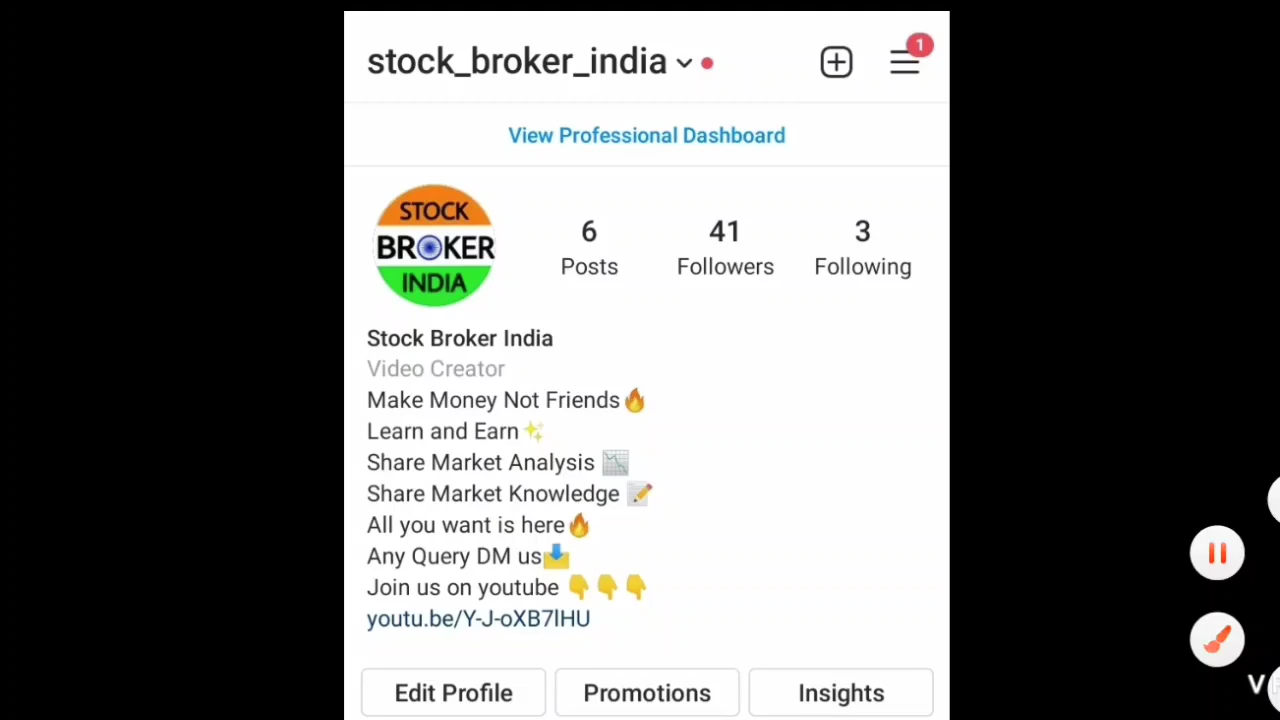 stock_broker_india
1
View Professional Dashboard
STOCK
BROKER
INDIA
6
Posts
41
Followers
3
Following
Stock Broker India
Video Creator
Make Money Not Friends🔥
Learn and Earn✨
Share Market Analysis 📉
Share Market Knowledge 📝
All you want is here🔥
Any Query DM us📥
Join us on youtube 👇👇👇
youtu.be/Y-J-oXB7lHU
Edit Profile
Promotions
Insights
V